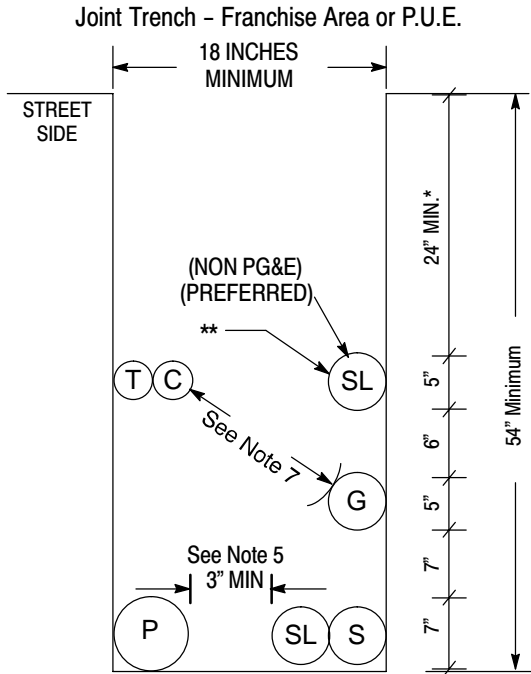 Joint Trench – Franchise Area or P.U.E.
18 INCHES
MINIMUM
STREET
SIDE
24" MIN.*
(NON PG&E)
(PREFERRED)
**
T C SL
5"
54" Minimum
6"
See Note 7
G
5"
7"
See Note 5
3" MIN
P SL S
7"